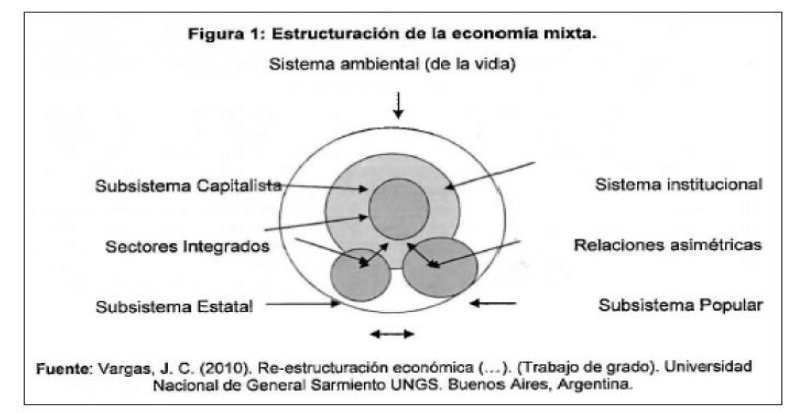 Figura 1: Estructuración de la economía mixta.
Sistema ambiental (de la vida)
Subsistema Capitalista
Sistema institucional
Sectores Integrados
Relaciones asimétricas
Subsistema Estatal
Subsistema Popular
Fuente: Vargas, J. C. (2010). Re-estructuración económica (...). (Trabajo de grado). Universidad
Nacional de General Sarmiento UNGS. Buenos Aires, Argentina.